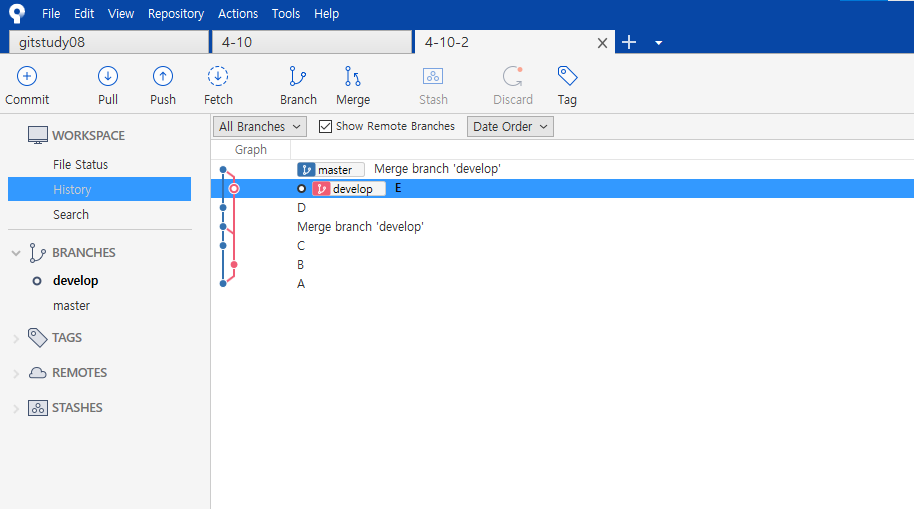 File Edit View Repository Actions Tools Help
gitstudy08 4-10 4-10-2
Commit Pull Push Fetch Branch Merge Stash Discard Tag
WORKSPACE
File Status
History
Search
BRANCHES
develop
master
TAGS
REMOTES
STASHES
All Branches Show Remote Branches Date Order
Graph
master Merge branch 'develop'
develop E
D
Merge branch 'develop'
C
B
A